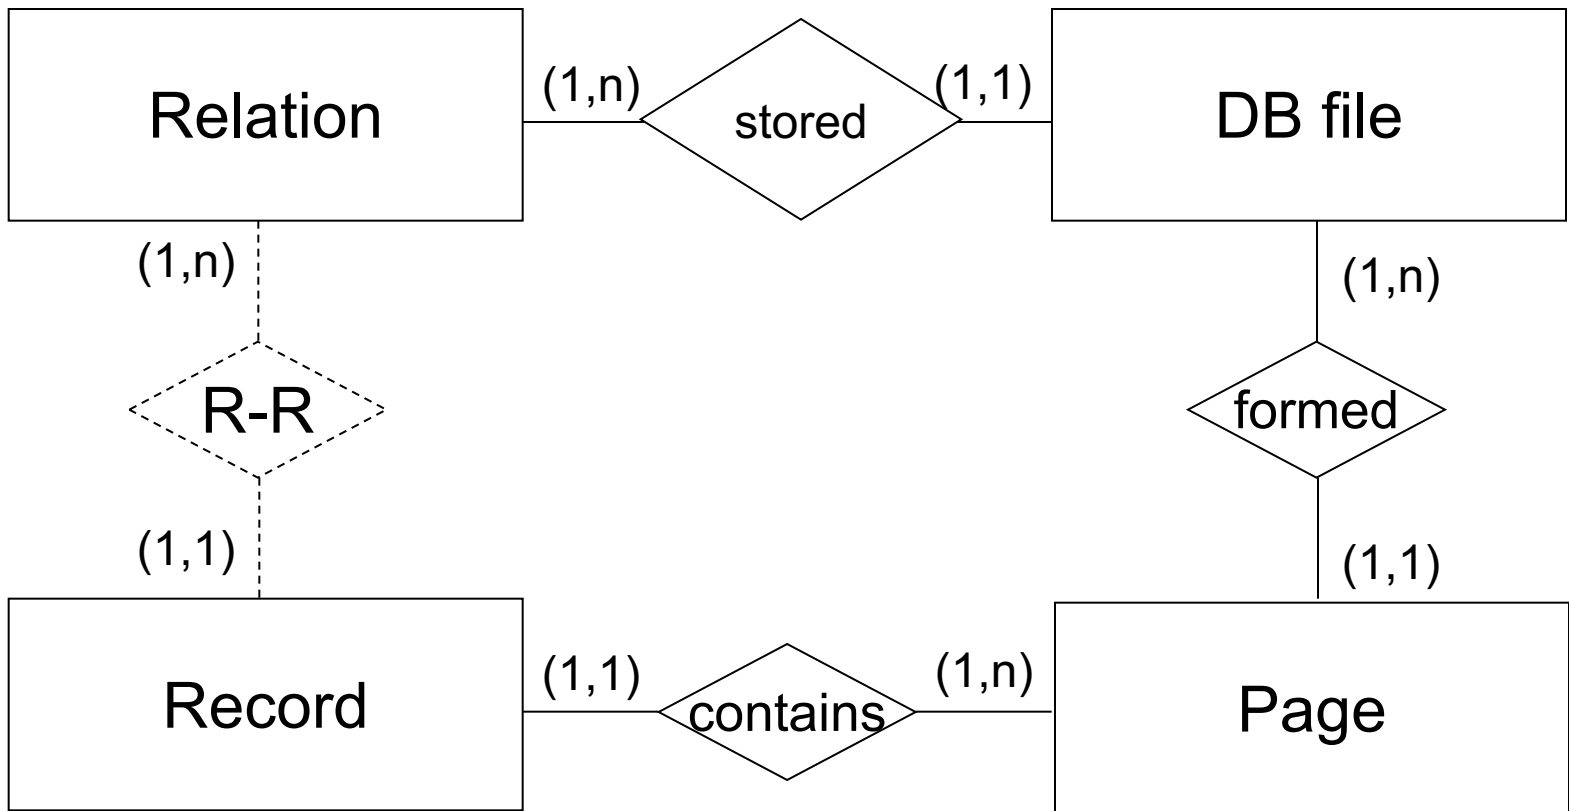 Relation
(1,n)
stored
(1,1)
DB file
(1,n)
(1,n)
R-R
formed
(1,1)
(1,1)
Record
(1,1)
contains
(1,n)
Page